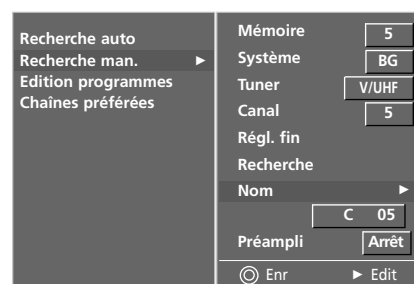 Recherche auto
Recherche man. ►
Edition programmes
Chaînes préférées
Mémoire 5
Système BG
Tuner V/UHF
Canal 5
Régl. fin
Recherche
Nom ►
C 05
Préampli Arrêt
Enr ► Edit